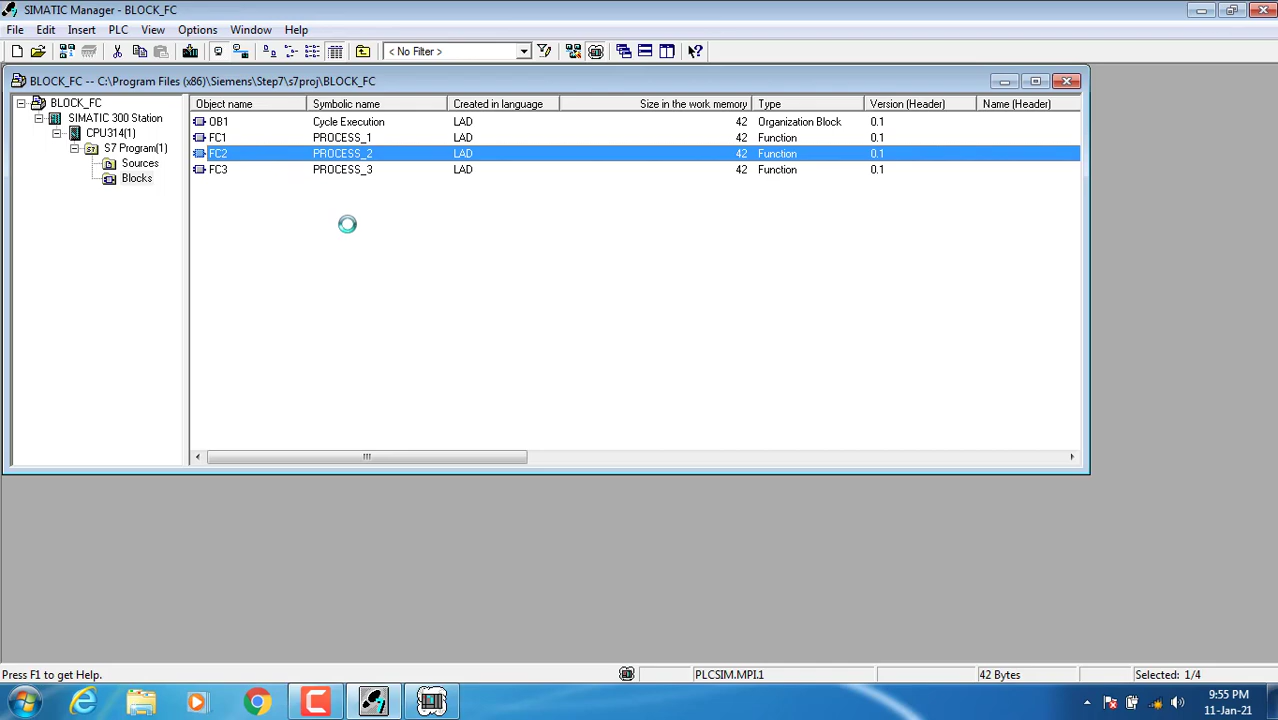 SIMATIC Manager - BLOCK_FC
File Edit Insert PLC View Options Window Help
< No Filter >
BLOCK_FC -- C:\Program Files (x86)\Siemens\Step7\s7proj\BLOCK_FC
BLOCK_FC
SIMATIC 300 Station
CPU314(1)
S7 Program(1)
Sources
Blocks
Object name Symbolic name Created in language Size in the work memory Type Version (Header) Name (Header)
OB1 Cycle Execution LAD 42 Organization Block 0.1
FC1 PROCESS_1 LAD 42 Function 0.1
FC2 PROCESS_2 LAD 42 Function 0.1
FC3 PROCESS_3 LAD 42 Function 0.1
Press F1 to get Help. PLCSIM.MPI.1 42 Bytes Selected: 1/4
9:55 PM
11-Jan-21